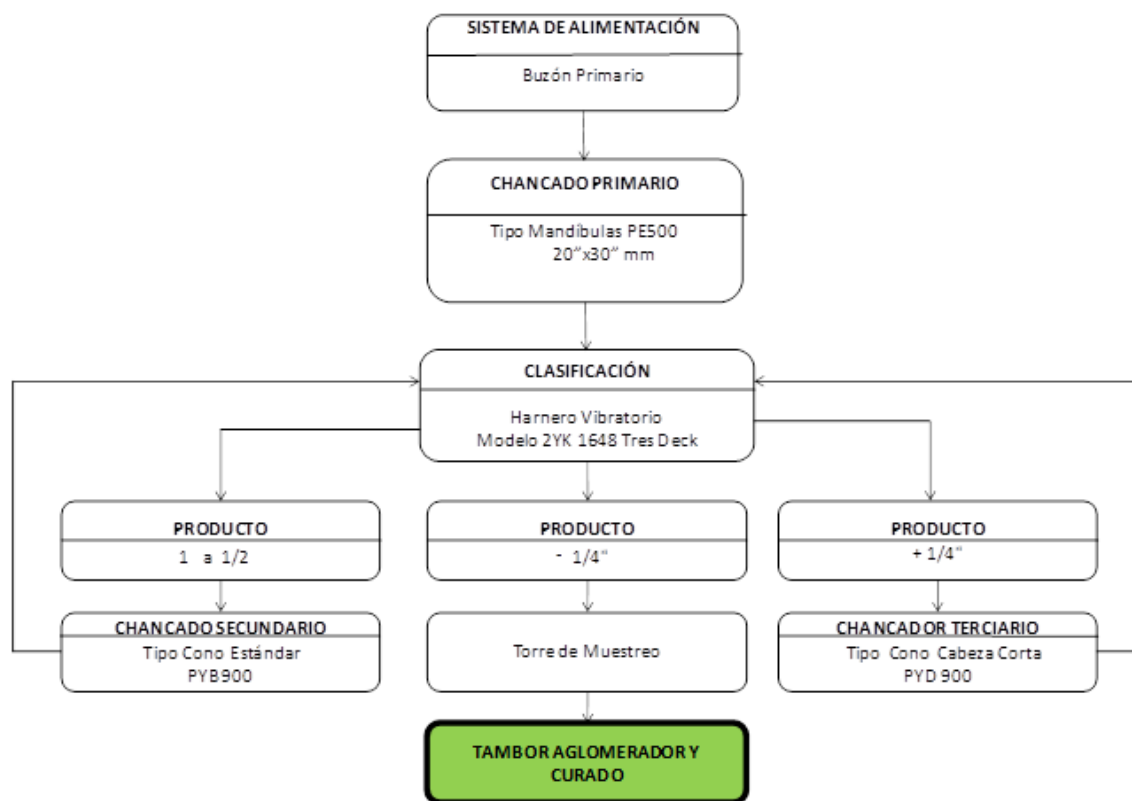 SISTEMA DE ALIMENTACIÓN
Buzón Primario
CHANCADO PRIMARIO
Tipo Mandíbulas PE500
20”x30” mm
CLASIFICACIÓN
Harnero Vibratorio
Modelo 2YK 1648 Tres Deck
PRODUCTO
1 a 1/2
CHANCADO SECUNDARIO
Tipo Cono Estándar
PYB900
PRODUCTO
- 1/4“
Torre de Muestreo
PRODUCTO
+ 1/4“
CHANCADOR TERCIARIO
Tipo Cono Cabeza Corta
PYD 900
TAMBOR AGLOMERADOR Y
CURADO